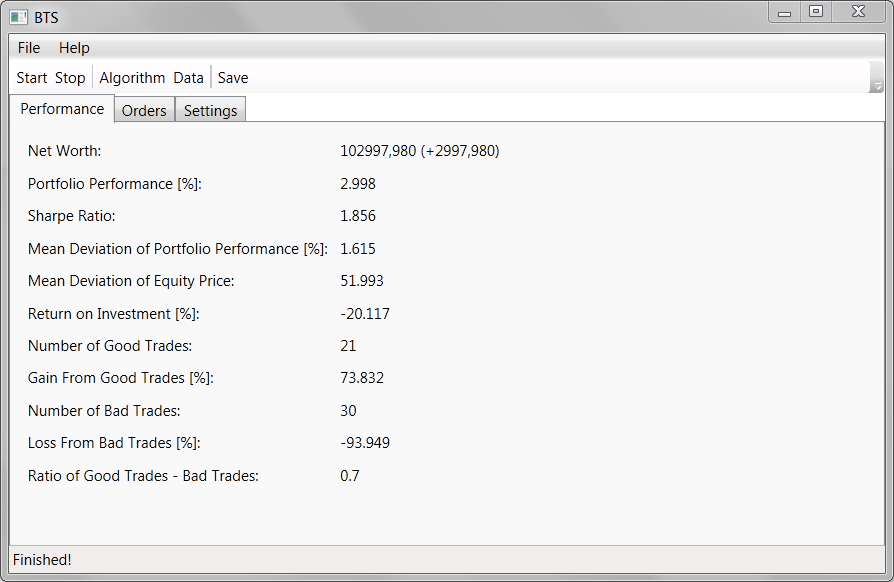 BTS
File Help
Start Stop Algorithm Data Save
Performance Orders Settings
Net Worth: 102997,980 (+2997,980)
Portfolio Performance [%]: 2.998
Sharpe Ratio: 1.856
Mean Deviation of Portfolio Performance [%]: 1.615
Mean Deviation of Equity Price: 51.993
Return on Investment [%]: -20.117
Number of Good Trades: 21
Gain From Good Trades [%]: 73.832
Number of Bad Trades: 30
Loss From Bad Trades [%]: -93.949
Ratio of Good Trades - Bad Trades: 0.7
Finished!